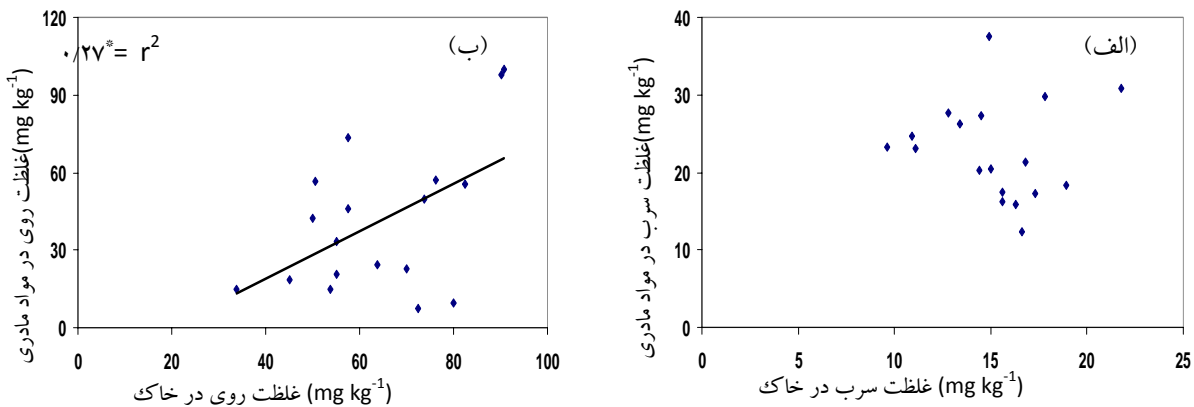 (الف)
غلظت سرب در مواد مادری(mg kg⁻¹)
40
30
20
10
0
0 5 10 15 20 25
غلظت سرب در خاک (mg kg⁻¹)
(ب)
۰/۲۷*= r²
غلظت روی در مواد مادری(mg kg⁻¹)
120
90
60
30
0
0 20 40 60 80 100
غلظت روی در خاک (mg kg⁻¹)